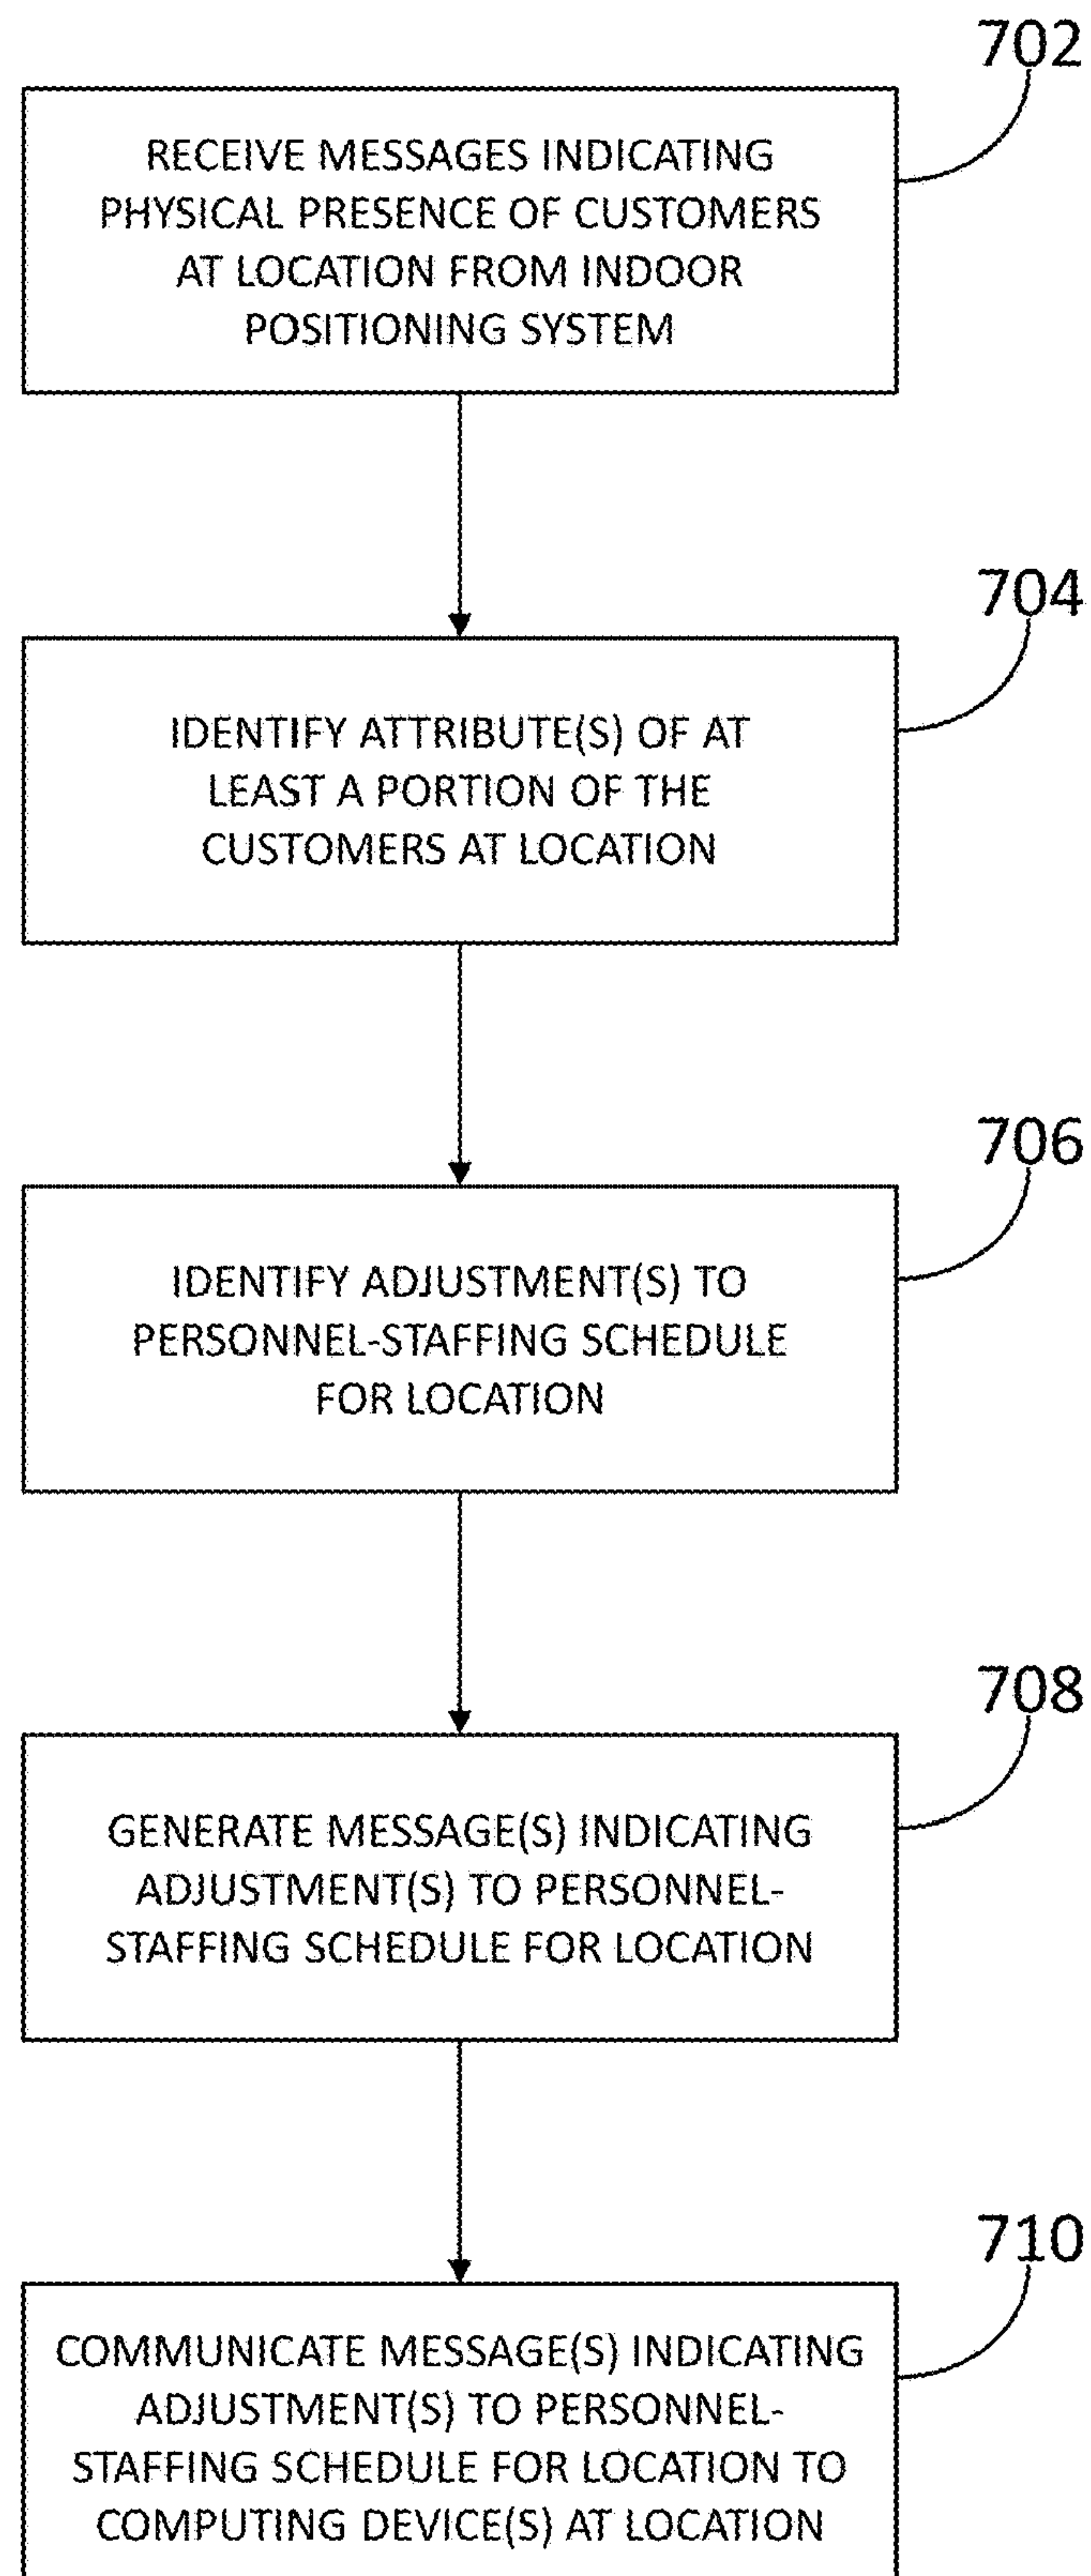 702
RECEIVE MESSAGES INDICATING
PHYSICAL PRESENCE OF CUSTOMERS
AT LOCATION FROM INDOOR
POSITIONING SYSTEM
704
IDENTIFY ATTRIBUTE(S) OF AT
LEAST A PORTION OF THE
CUSTOMERS AT LOCATION
706
IDENTIFY ADJUSTMENT(S) TO
PERSONNEL-STAFFING SCHEDULE
FOR LOCATION
708
GENERATE MESSAGE(S) INDICATING
ADJUSTMENT(S) TO PERSONNEL-
STAFFING SCHEDULE FOR LOCATION
710
COMMUNICATE MESSAGE(S) INDICATING
ADJUSTMENT(S) TO PERSONNEL-
STAFFING SCHEDULE FOR LOCATION TO
COMPUTING DEVICE(S) AT LOCATION